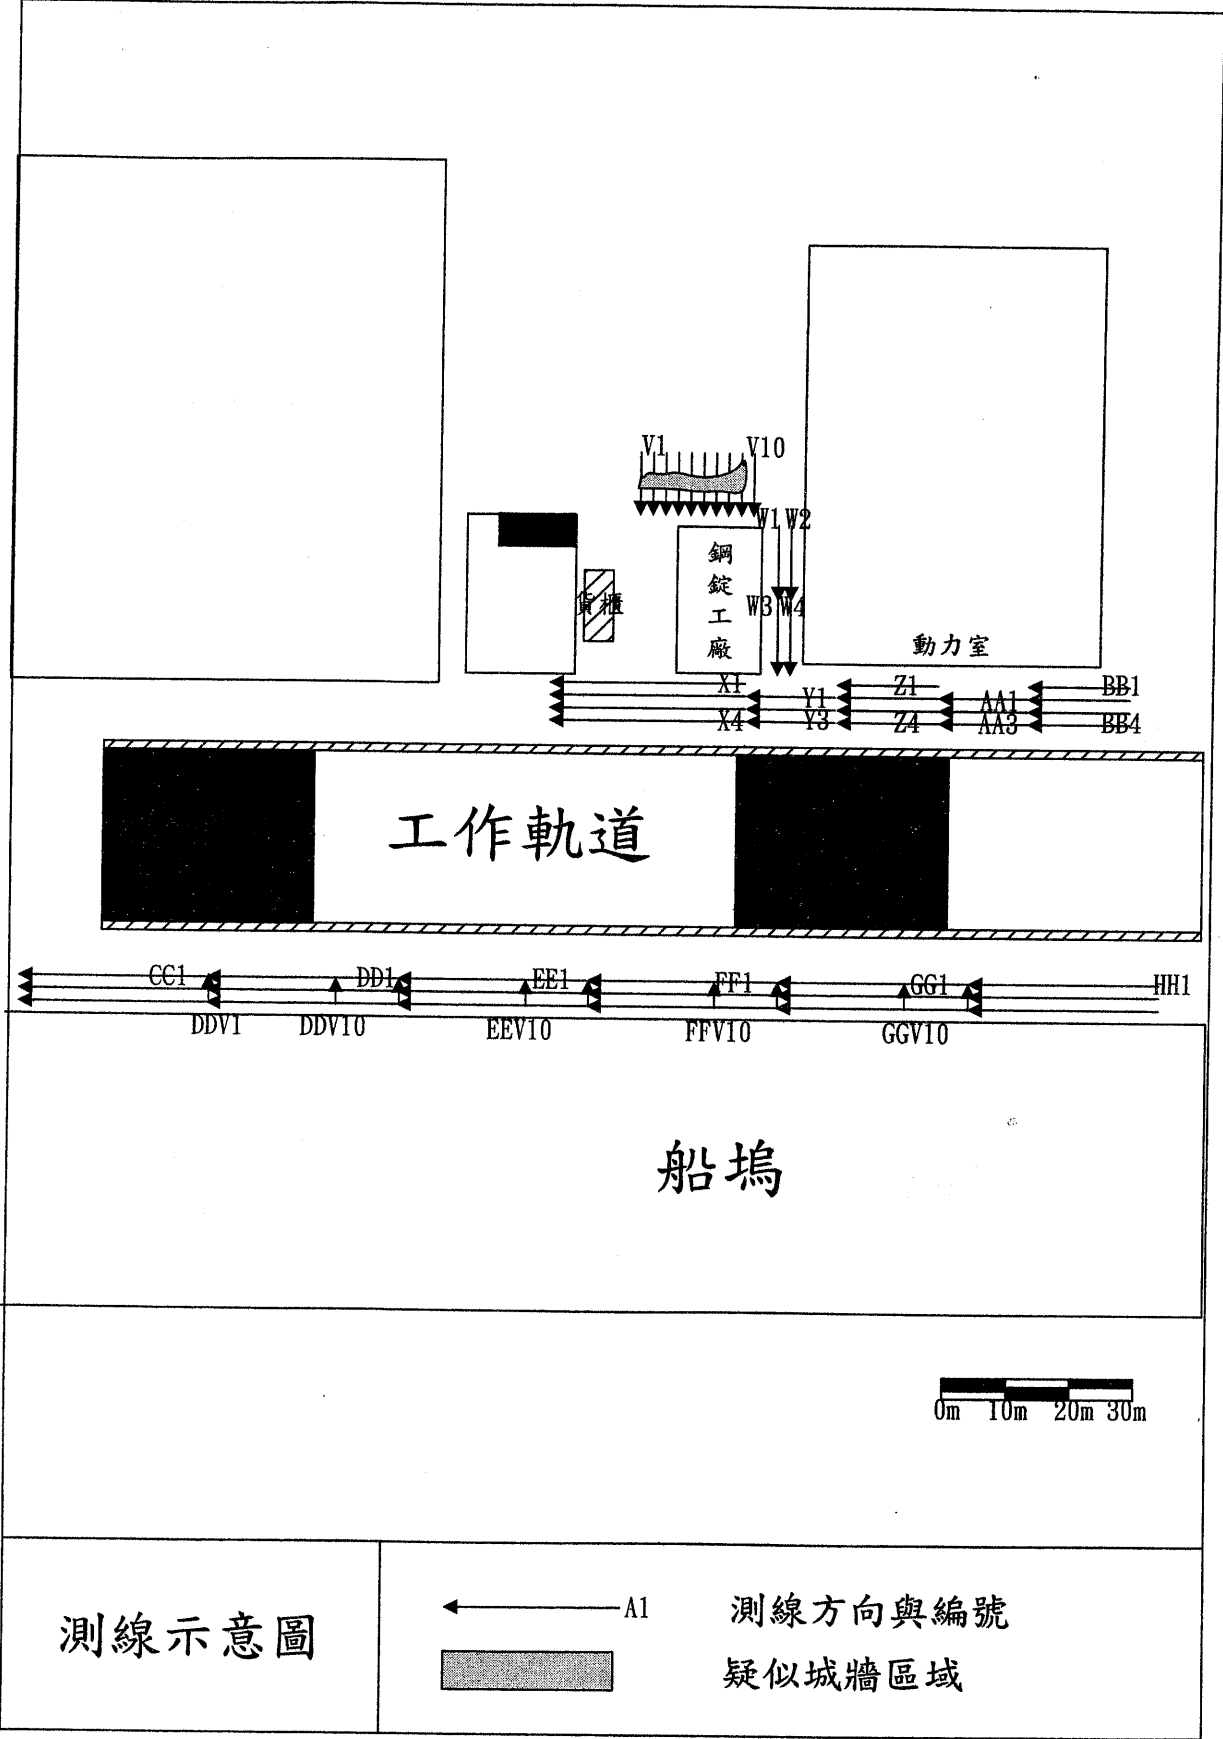 V1 V10
W1 W2
鋼錠工廠
貨櫃
W3 W4
動力室
X1 Y1 Z1 AA1 BB1
X4 Y3 Z4 AA3 BB4
工作軌道
CC1 DD1 EE1 FF1 GG1 HH1
DDV1 DDV10 EEV10 FFV10 GGV10
船塢
0m 10m 20m 30m
測線示意圖
A1 測線方向與編號
疑似城牆區域